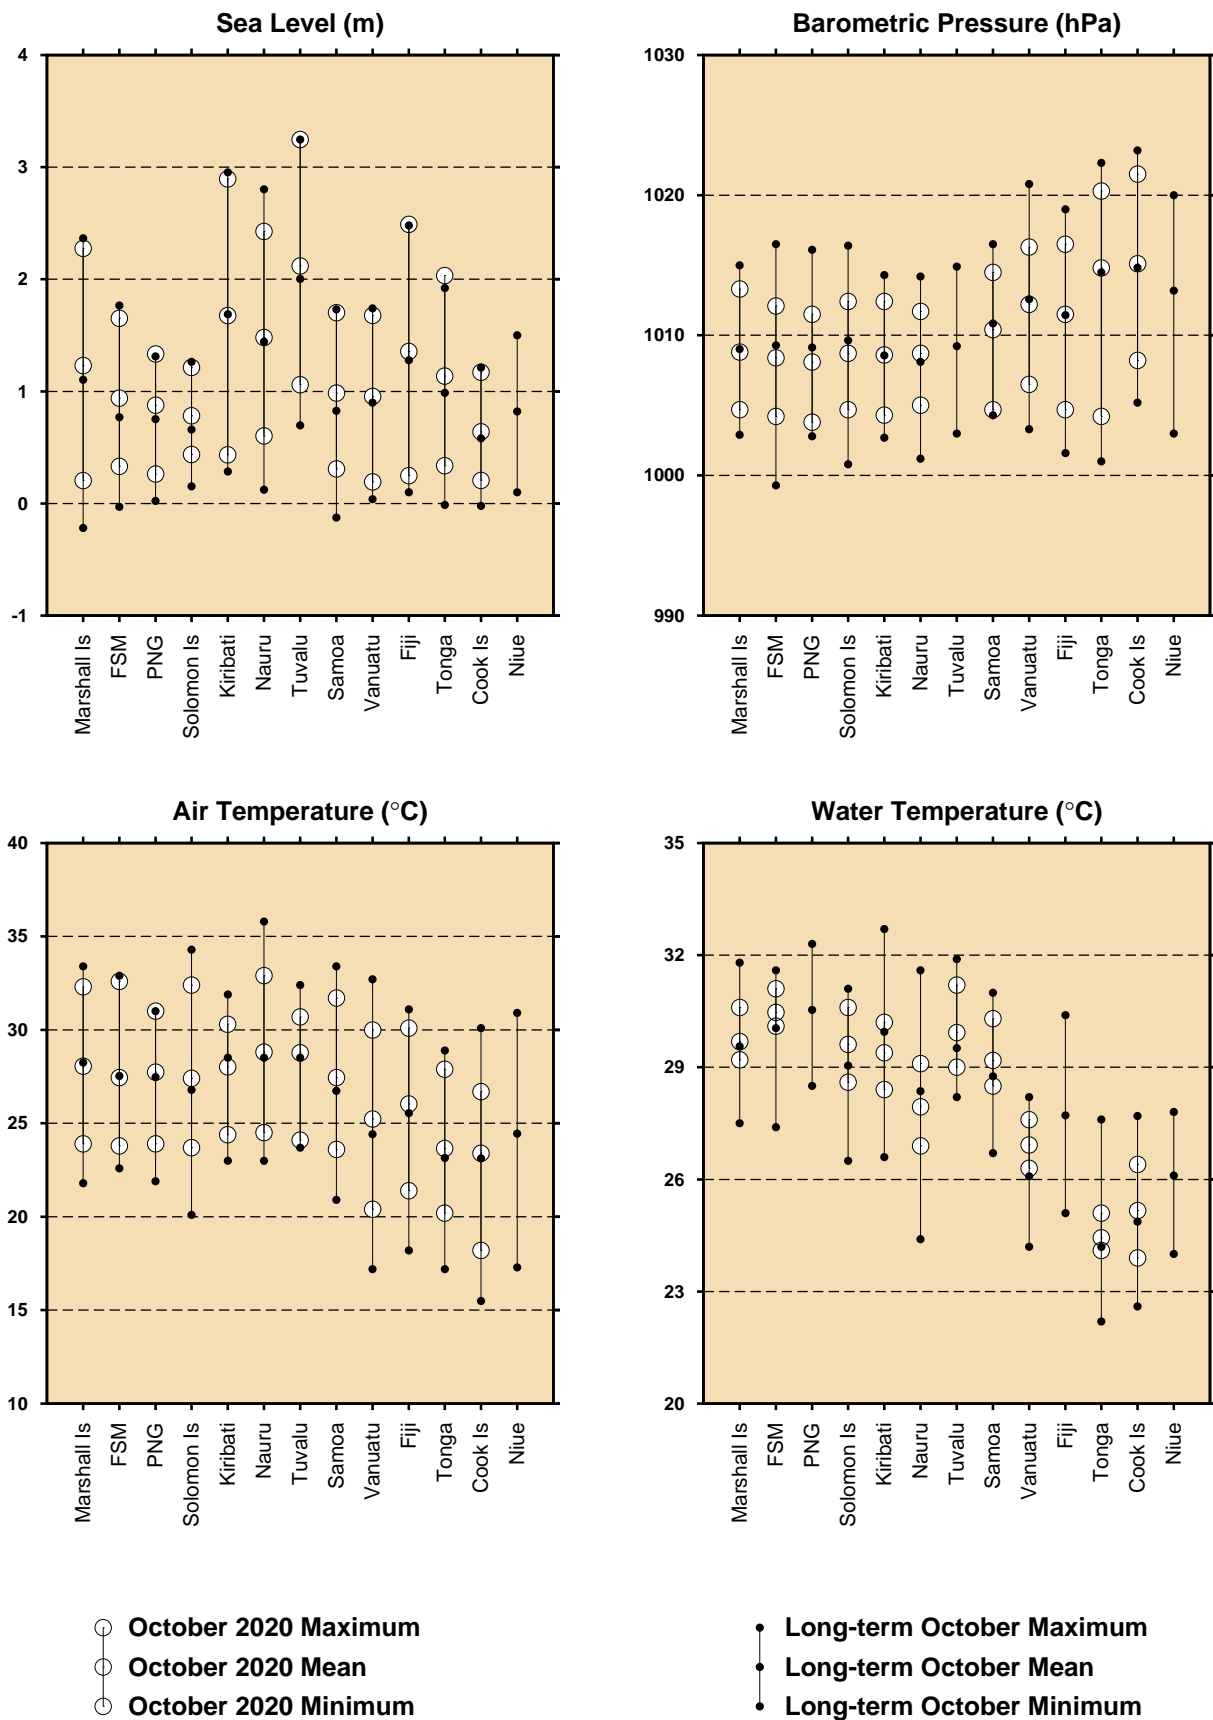 Sea Level (m)
4
3
2
1
0
-1
Marshall Is
FSM
PNG
Solomon Is
Kiribati
Nauru
Tuvalu
Samoa
Vanuatu
Fiji
Tonga
Cook Is
Niue
Barometric Pressure (hPa)
1030
1020
1010
1000
990
Marshall Is
FSM
PNG
Solomon Is
Kiribati
Nauru
Tuvalu
Samoa
Vanuatu
Fiji
Tonga
Cook Is
Niue
Air Temperature (°C)
40
35
30
25
20
15
10
Marshall Is
FSM
PNG
Solomon Is
Kiribati
Nauru
Tuvalu
Samoa
Vanuatu
Fiji
Tonga
Cook Is
Niue
Water Temperature (°C)
35
32
29
26
23
20
Marshall Is
FSM
PNG
Solomon Is
Kiribati
Nauru
Tuvalu
Samoa
Vanuatu
Fiji
Tonga
Cook Is
Niue
October 2020 Maximum
October 2020 Mean
October 2020 Minimum
Long-term October Maximum
Long-term October Mean
Long-term October Minimum